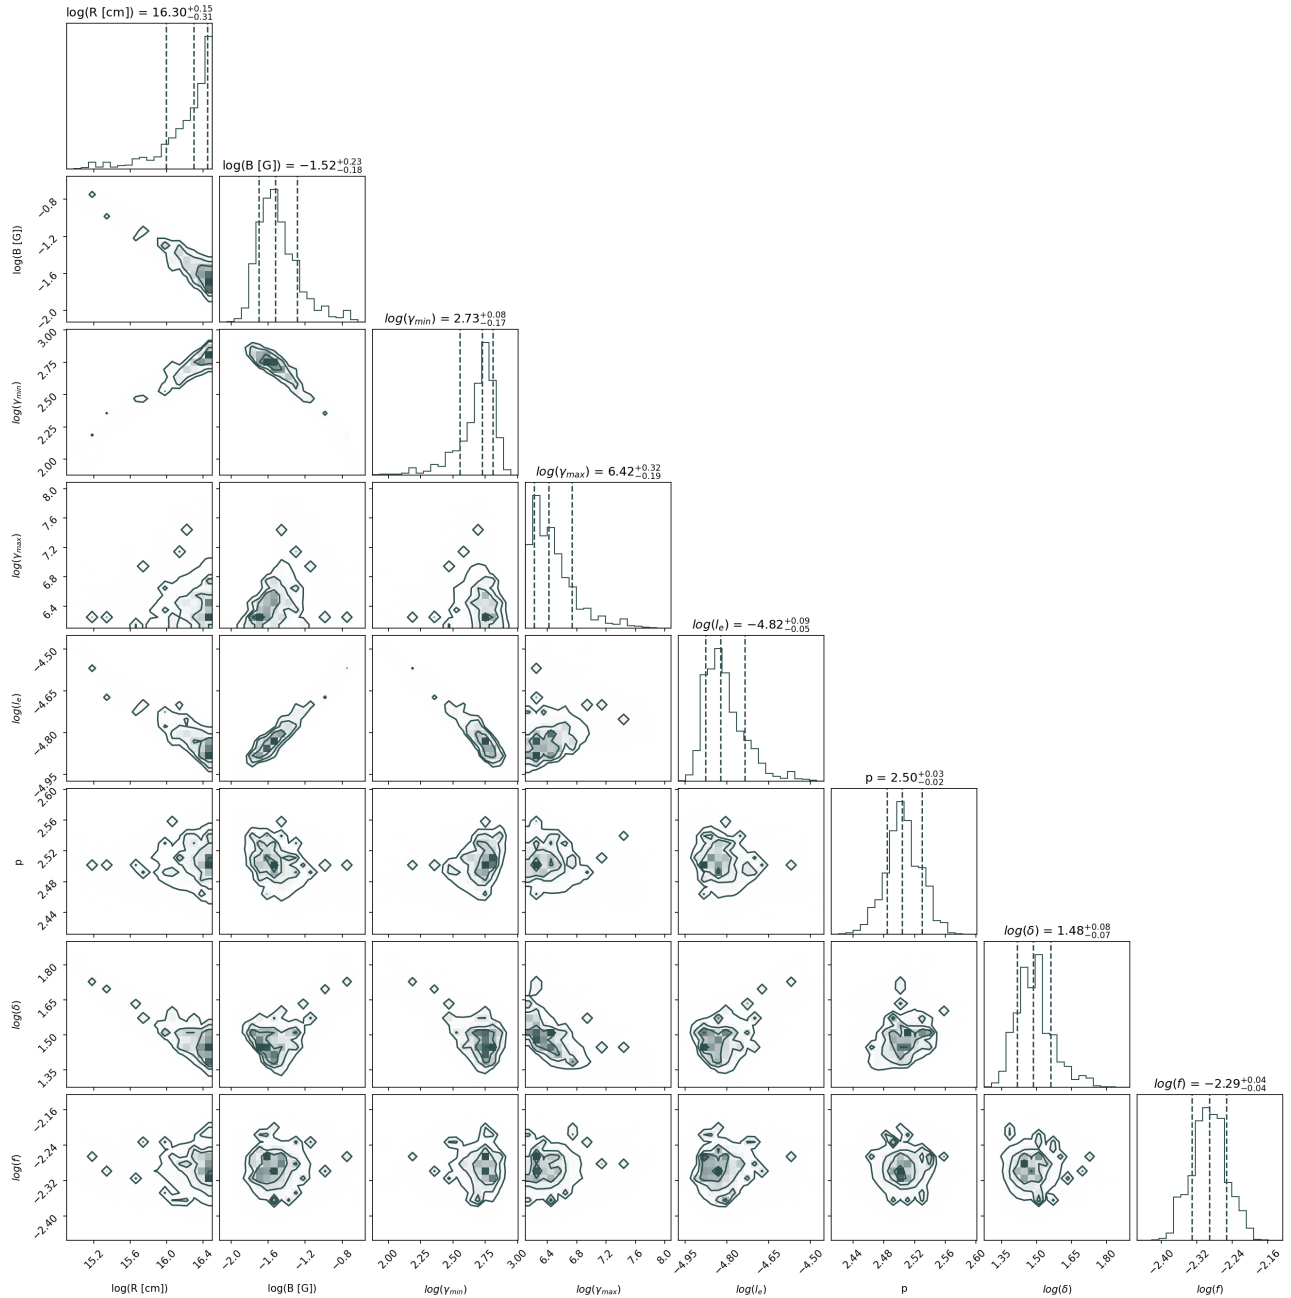 log(R [cm]) = 16.30+0.15−0.31
log(B [G]) = −1.52+0.23−0.18
−0.8
−1.2
−1.6
−2.0
log(B [G])
log(γmin) = 2.73+0.08−0.17
3.00
2.75
2.50
2.25
2.00
log(γmin)
log(γmax) = 6.42+0.32−0.19
8.0
7.6
7.2
6.8
6.4
log(γmax)
log(le) = −4.82+0.09−0.05
−4.50
−4.65
−4.80
−4.95
log(le)
p = 2.50+0.03−0.02
2.60
2.56
2.52
2.48
2.44
p
log(δ) = 1.48+0.08−0.07
1.80
1.65
1.50
1.35
log(δ)
log(f) = −2.29+0.04−0.04
−2.16
−2.24
−2.32
−2.40
log(f)
15.2 15.6 16.0 16.4 −2.0 −1.6 −1.2 −0.8 2.00 2.25 2.50 2.75 3.00 6.4 6.8 7.2 7.6 8.0 −4.95 −4.80 −4.65 −4.50 2.44 2.48 2.52 2.56 2.60 1.35 1.50 1.65 1.80 −2.40 −2.32 −2.24 −2.16
log(R [cm]) log(B [G]) log(γmin) log(γmax) log(le) p log(δ) log(f)